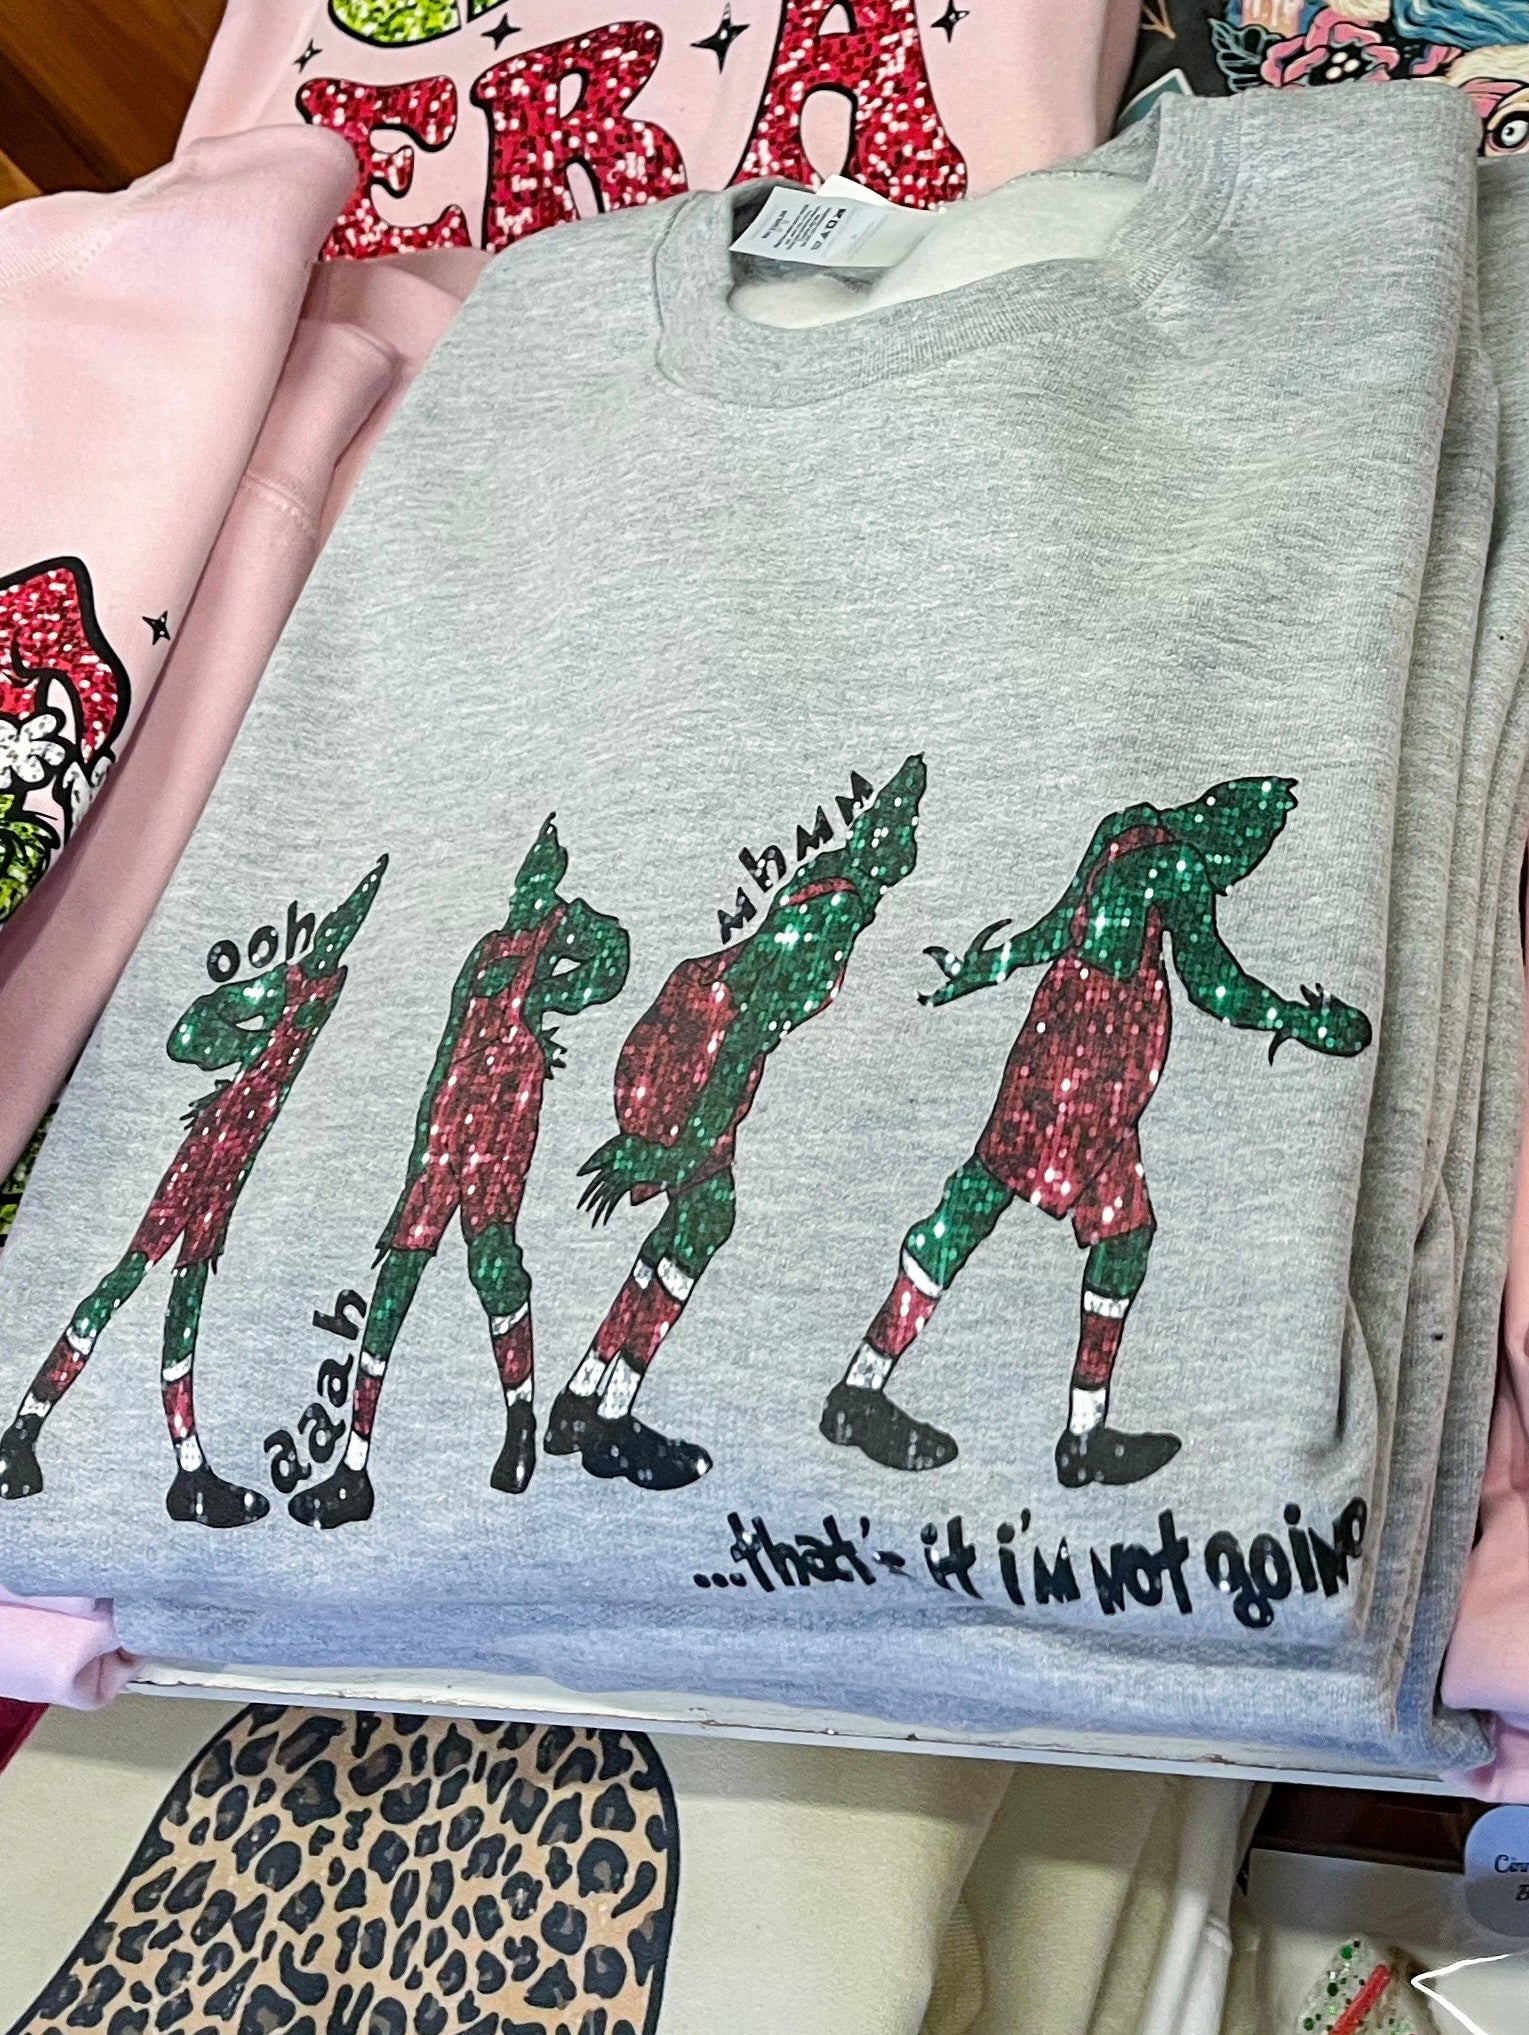 ERA
ooh
aaah
mhmm
...that's it i'm not going